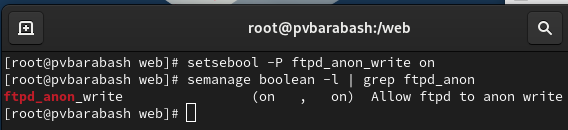 root@pvbarabash:/web
[root@pvbarabash web]# setsebool -P ftpd_anon_write on
[root@pvbarabash web]# semanage boolean -l | grep ftpd_anon
ftpd_anon_write                (on   ,   on)  Allow ftpd to anon write
[root@pvbarabash web]#